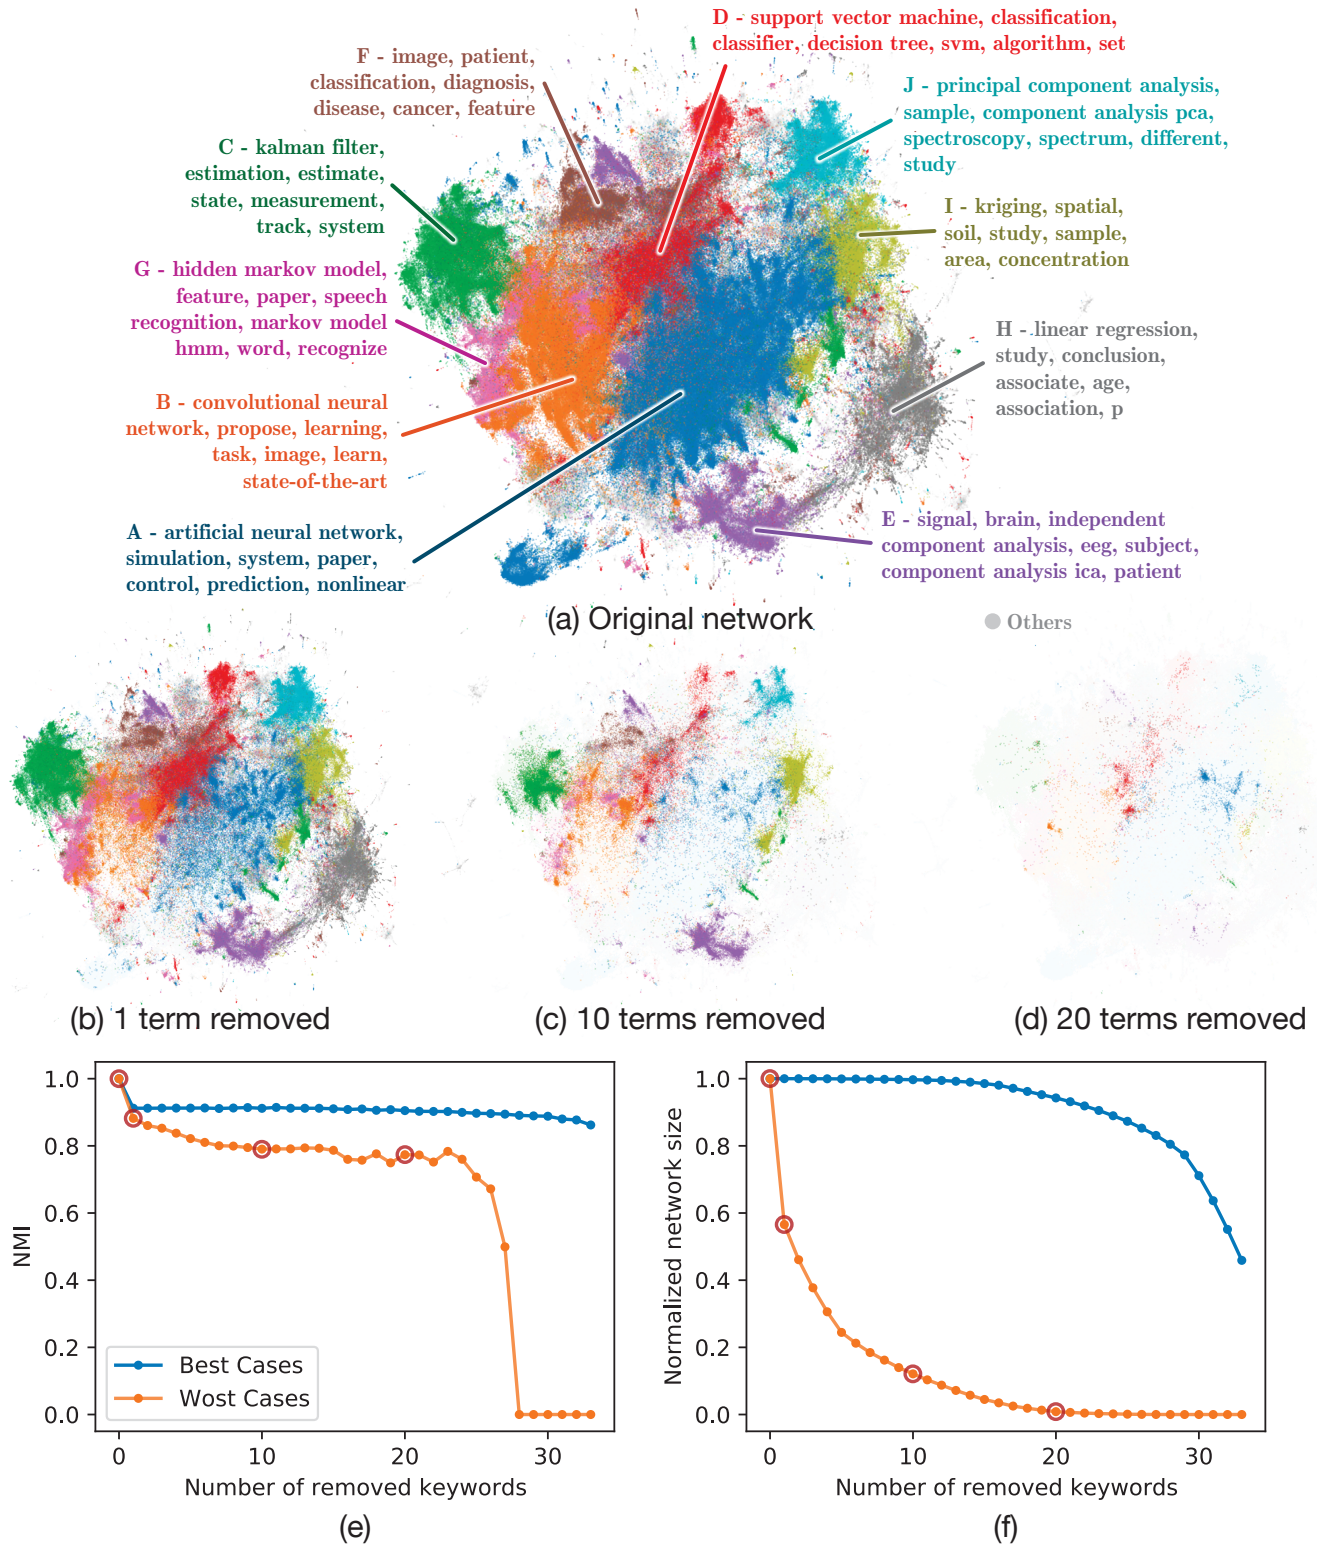 D - support vector machine, classification,
classifier, decision tree, svm, algorithm, set
F - image, patient,
classification, diagnosis,
disease, cancer, feature
J - principal component analysis,
sample, component analysis pca,
spectroscopy, spectrum, different,
study
C - kalman filter,
estimation, estimate,
state, measurement,
track, system
I - kriging, spatial,
soil, study, sample,
area, concentration
G - hidden markov model,
feature, paper, speech
recognition, markov model
hmm, word, recognize
H - linear regression,
study, conclusion,
associate, age,
association, p
B - convolutional neural
network, propose, learning,
task, image, learn,
state-of-the-art
A - artificial neural network,
simulation, system, paper,
control, prediction, nonlinear
E - signal, brain, independent
component analysis, eeg, subject,
component analysis ica, patient
(a) Original network
Others
(b) 1 term removed
(c) 10 terms removed
(d) 20 terms removed
1.0
0.8
0.6
0.4
0.2
0.0
NMI
Best Cases
Wost Cases
0 10 20 30
Number of removed keywords
(e)
1.0
0.8
0.6
0.4
0.2
0.0
Normalized network size
0 10 20 30
Number of removed keywords
(f)